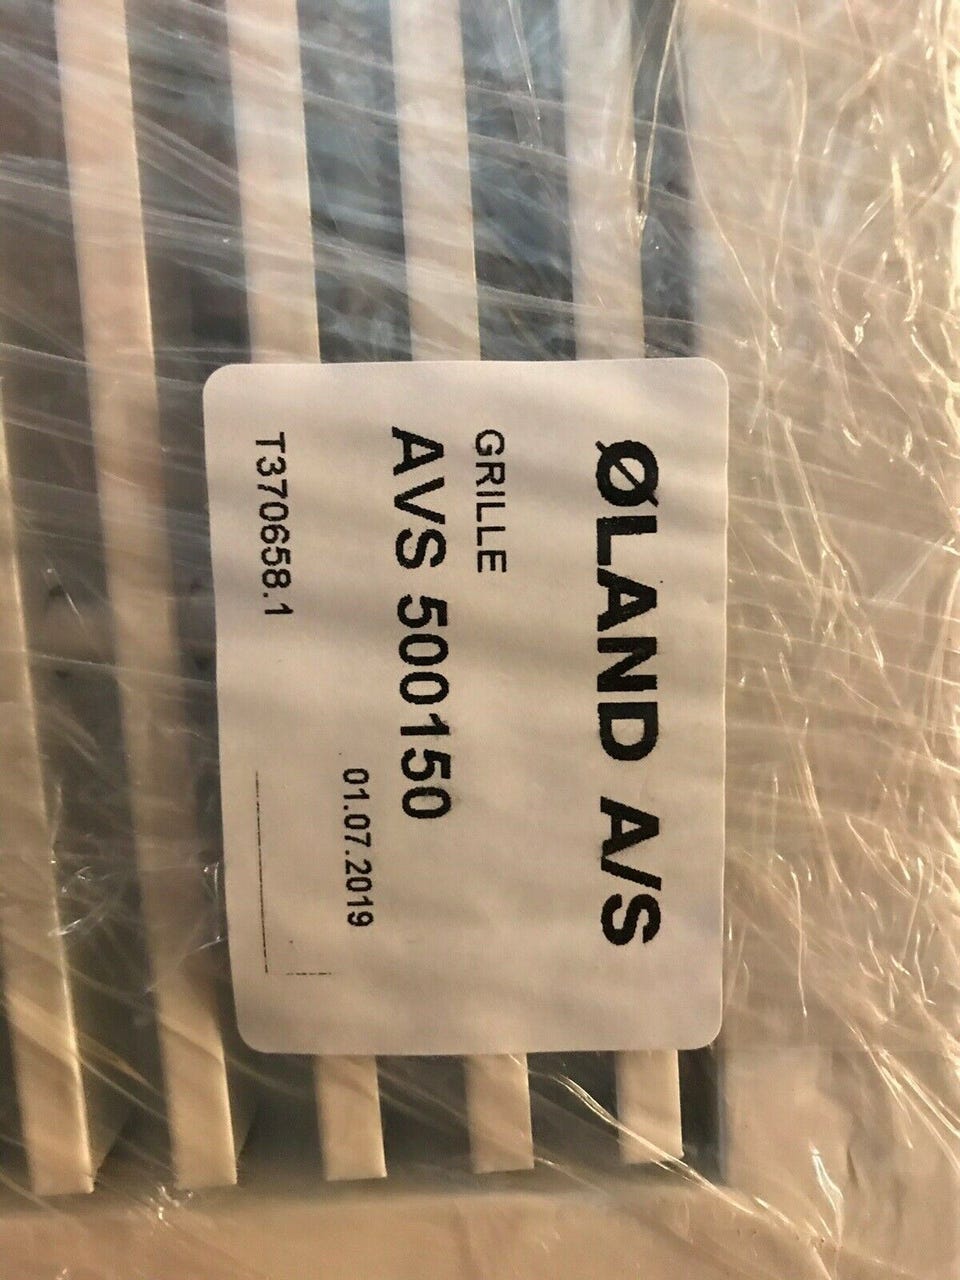 ØLAND A/S
GRILLE
AVS 500150
01.07.2019
T370658.1